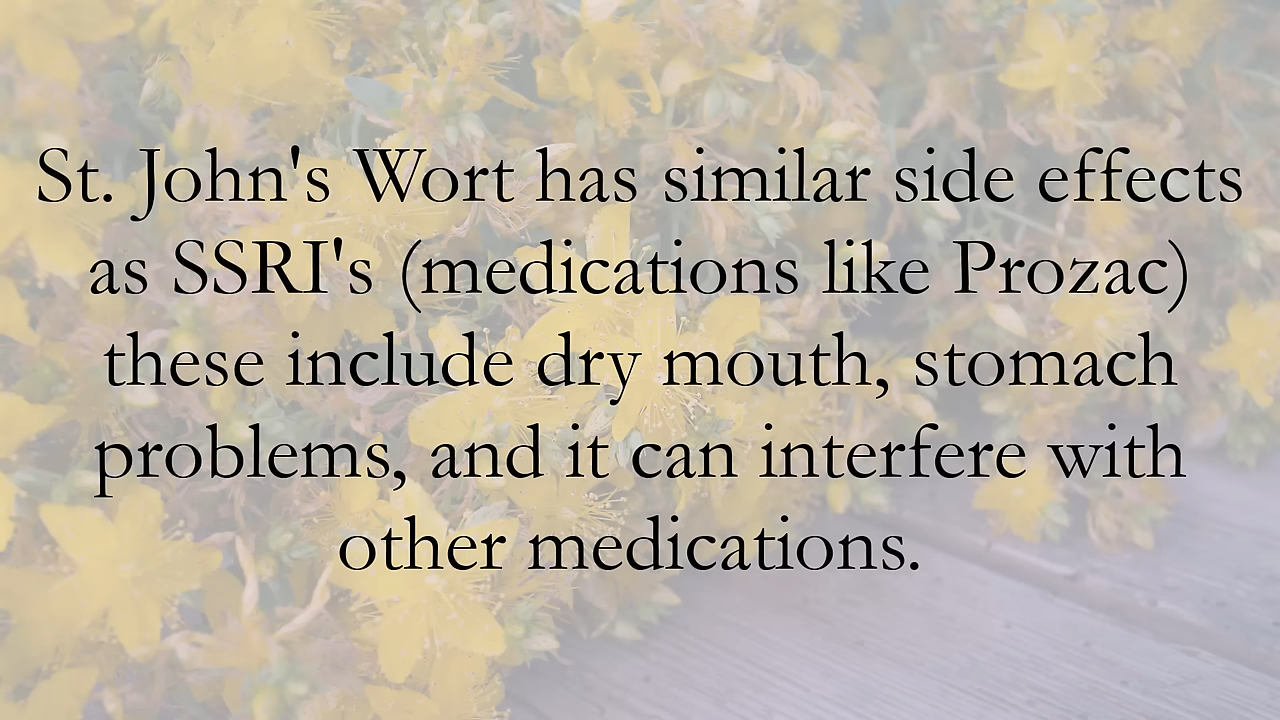 St. John's Wort has similar side effects
as SSRI's (medications like Prozac)
these include dry mouth, stomach
problems, and it can interfere with
other medications.